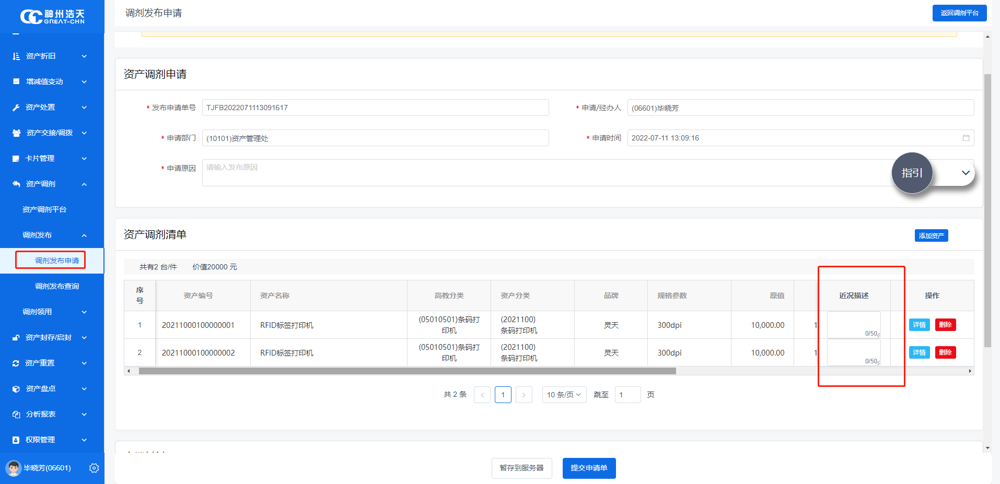 神州浩天
GREAT-CHN
资产折旧
增减值变动
资产处置
资产交接/调拨
卡片管理
资产调剂
资产调剂平台
调剂发布
调剂发布申请
调剂发布查询
调剂领用
资产封存/启封
资产重置
资产盘点
分析报表
权限管理
毕晓芳(06601)
调剂发布申请
返回调剂平台
资产调剂申请
* 发布申请单号 TJFB2022071113091617
* 申请/经办人 (06601)毕晓芳
* 申请部门 (10101)资产管理处
* 申请时间 2022-07-11 13:09:16
* 申请原因 请输入发布原因
指引
资产调剂清单
添加资产
共有2 台/件 价值20000 元
序号 资产编号 资产名称 高教分类 资产分类 品牌 规格参数 原值 近况描述 操作
1 20211000100000001 RFID标签打印机 (05010501)条码打印机 (2021100)条码打印机 灵天 300dpi 10,000.00 1 0/50 详情 删除
2 20211000100000002 RFID标签打印机 (05010501)条码打印机 (2021100)条码打印机 灵天 300dpi 10,000.00 1 0/50 详情 删除
共 2 条 < 1 > 10 条/页 跳至 1 页
暂存到服务器 提交申请单